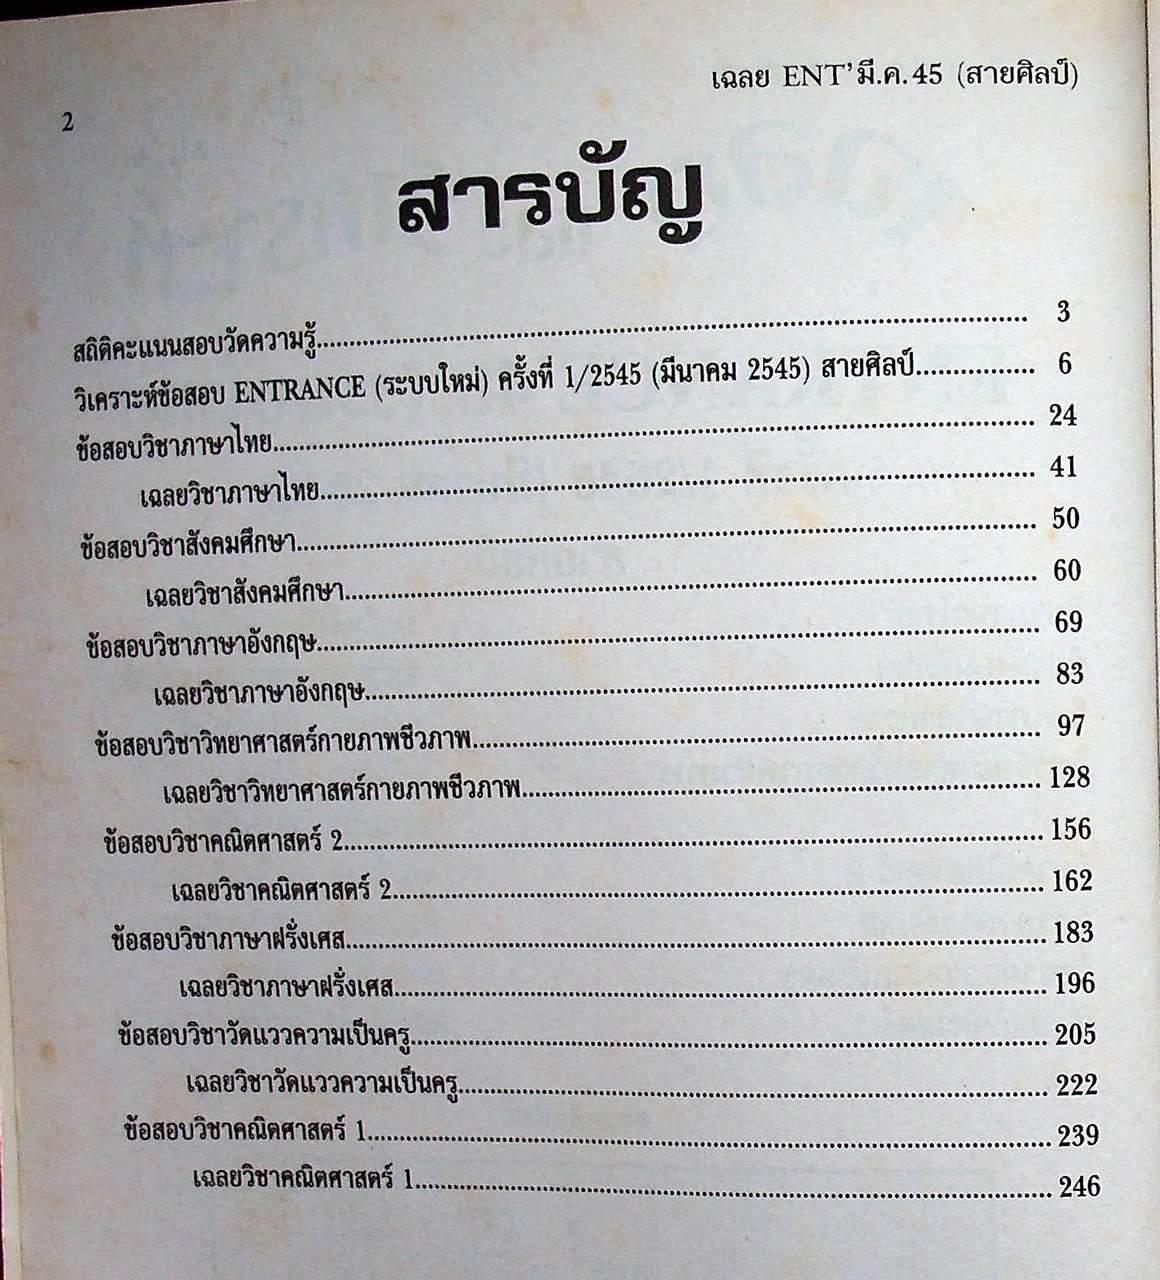 เฉลย ENT' มี.ค. 45 (สายศิลป์)
2
สารบัญ
สถิติคะแนนสอบวัดความรู้ 3
วิเคราะห์ข้อสอบ ENTRANCE (ระบบใหม่) ครั้งที่ 1/2545 (มีนาคม 2545) สายศิลป์ 6
ข้อสอบวิชาภาษาไทย 24
เฉลยวิชาภาษาไทย 41
ข้อสอบวิชาสังคมศึกษา 50
เฉลยวิชาสังคมศึกษา 60
ข้อสอบวิชาภาษาอังกฤษ 69
เฉลยวิชาภาษาอังกฤษ 83
ข้อสอบวิชาวิทยาศาสตร์กายภาพชีวภาพ 97
เฉลยวิชาวิทยาศาสตร์กายภาพชีวภาพ 128
ข้อสอบวิชาคณิตศาสตร์ 2 156
เฉลยวิชาคณิตศาสตร์ 2 162
ข้อสอบวิชาภาษาฝรั่งเศส 183
เฉลยวิชาภาษาฝรั่งเศส 196
ข้อสอบวิชาวัดแววความเป็นครู 205
เฉลยวิชาวัดแววความเป็นครู 222
ข้อสอบวิชาคณิตศาสตร์ 1 239
เฉลยวิชาคณิตศาสตร์ 1 246